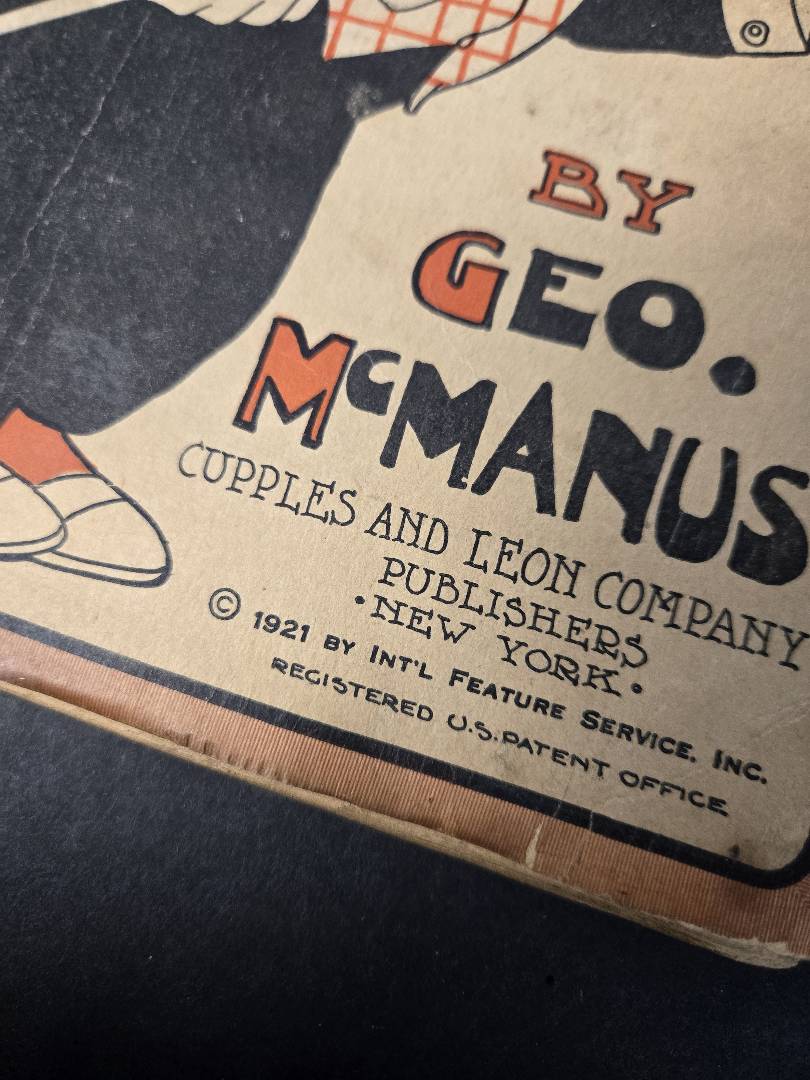 BY
GEO.
McMANUS
CUPPLES AND LEON COMPANY
PUBLISHERS
•NEW YORK•
© 1921 BY INT'L FEATURE SERVICE, INC.
REGISTERED U.S. PATENT OFFICE.